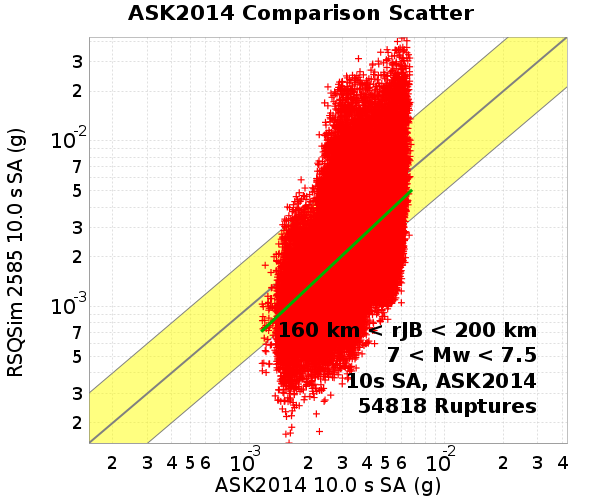 ASK2014 Comparison Scatter
RSQSim 2585 10.0 s SA (g)
3
2
10-2
7
5
3
2
10-3
7
5
3
2
160 km < rJB < 200 km
7 < Mw < 7.5
10s SA, ASK2014
54818 Ruptures
2 3 4 5 6 10-3 2 3 4 5 6 10-2 2 3 4
ASK2014 10.0 s SA (g)